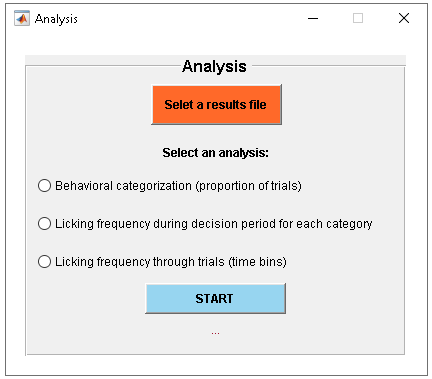 Analysis
Analysis
Selet a results file
Select an analysis:
Behavioral categorization (proportion of trials)
Licking frequency during decision period for each category
Licking frequency through trials (time bins)
START
...